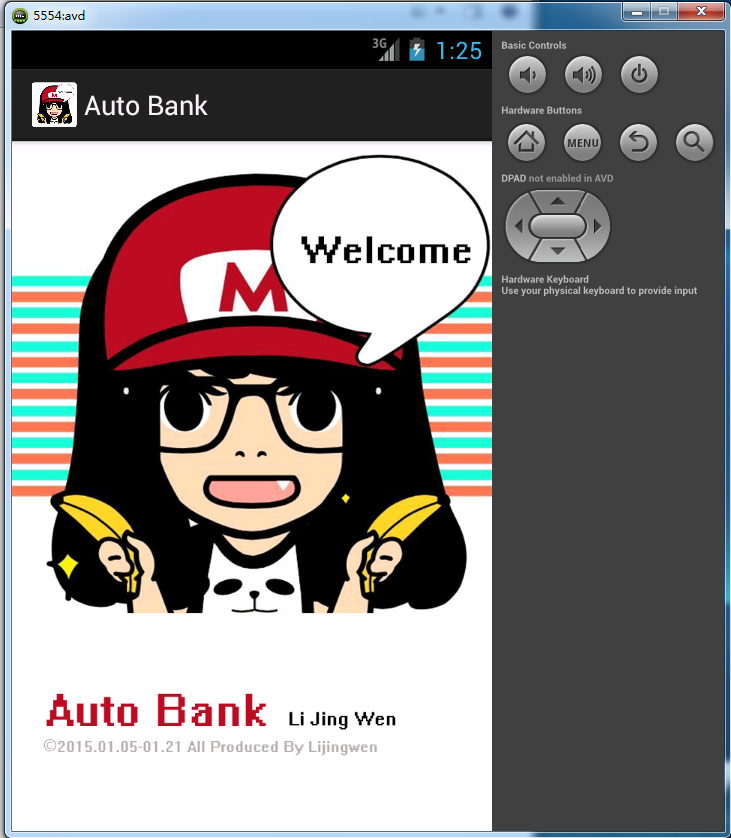 5554:avd
3G 1:25
Auto Bank
Welcome
M
Auto Bank Li Jing Wen
©2015.01.05-01.21 All Produced By Lijingwen
Basic Controls
Hardware Buttons
MENU
DPAD not enabled in AVD
Hardware Keyboard
Use your physical keyboard to provide input